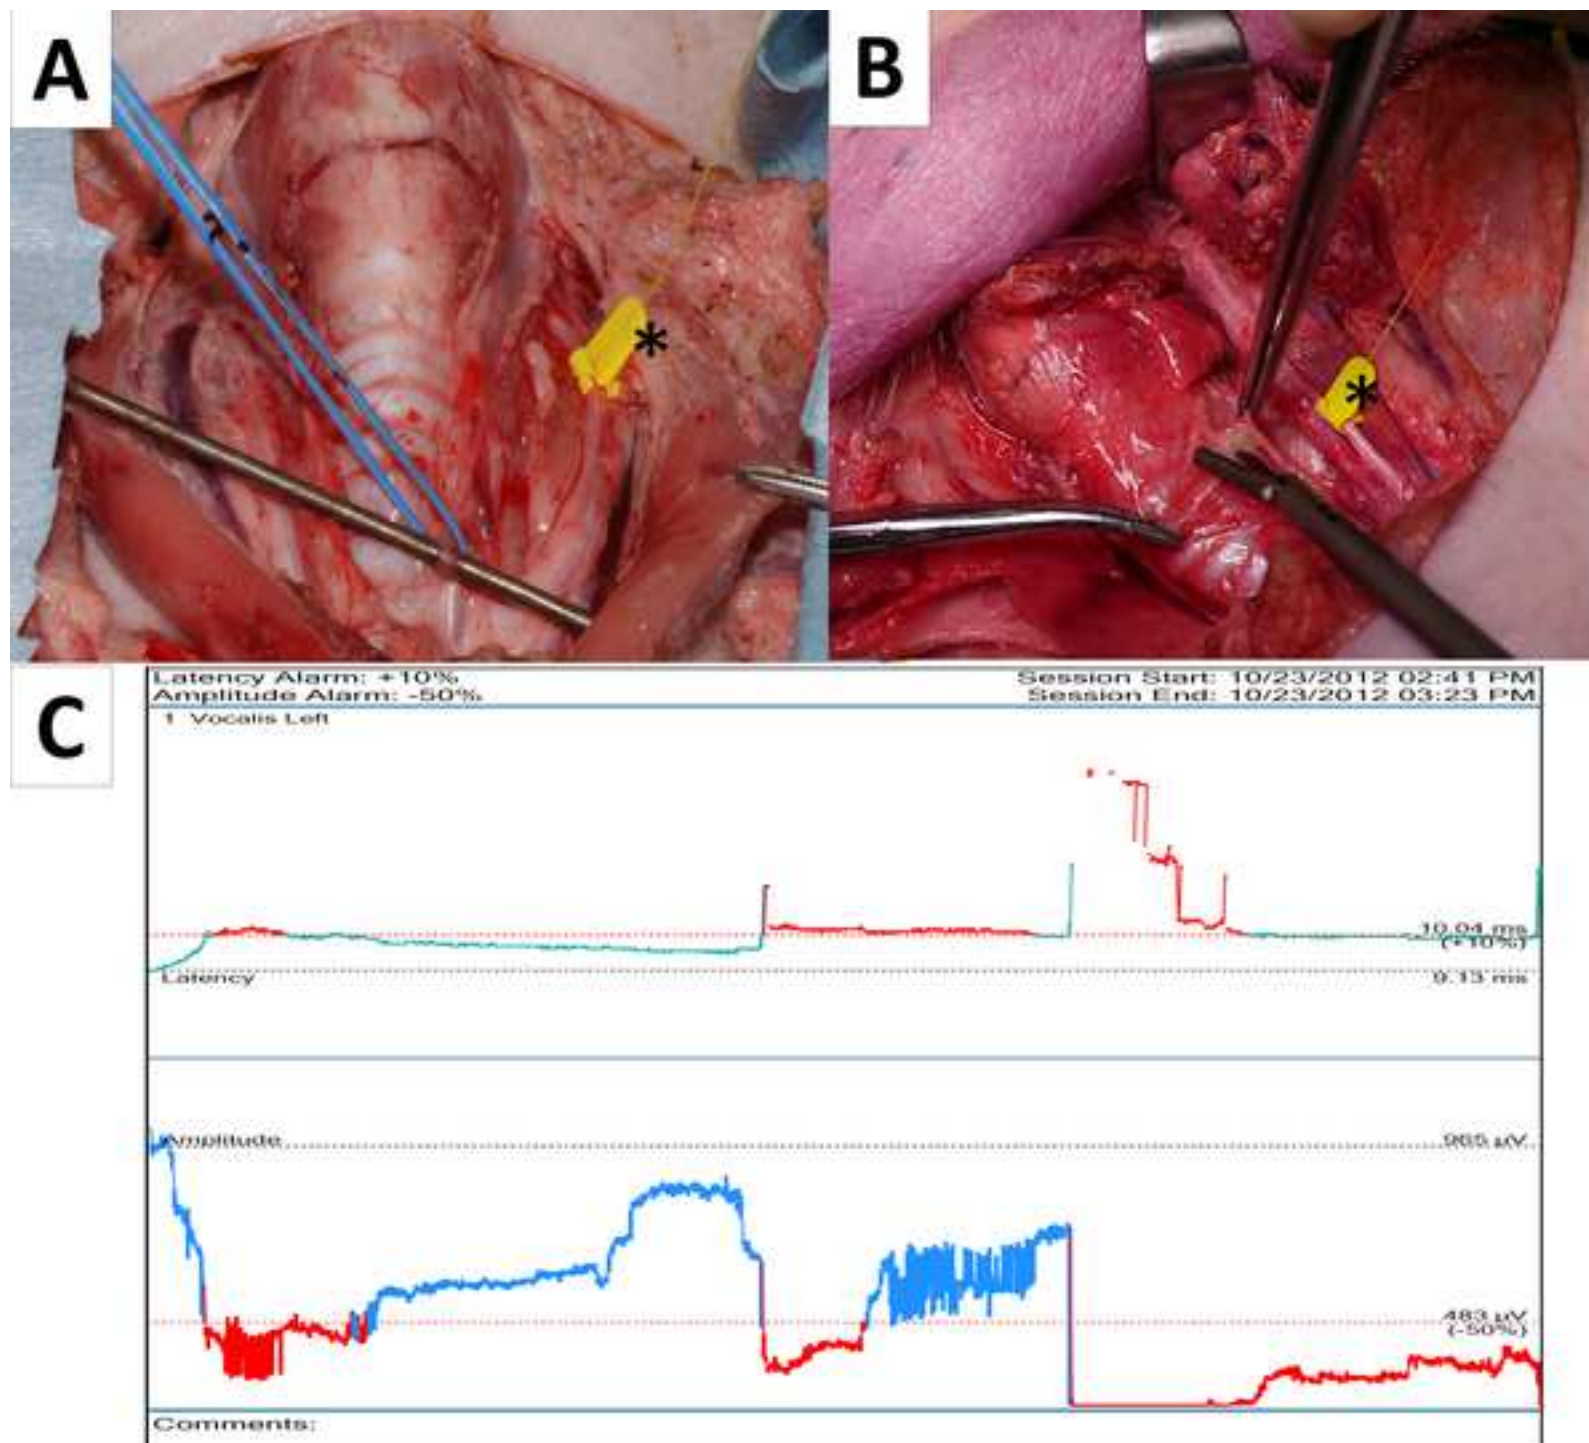 A
B
*
*
C
Latency Alarm: +10%
Session Start: 10/23/2012 02:41 PM
Amplitude Alarm: -50%
Session End: 10/23/2012 03:23 PM
1 Vocalis Left
10.04 ms
(+10%)
Latency
9.13 ms
Amplitude
965 µV
483 µV
(-50%)
Comments: